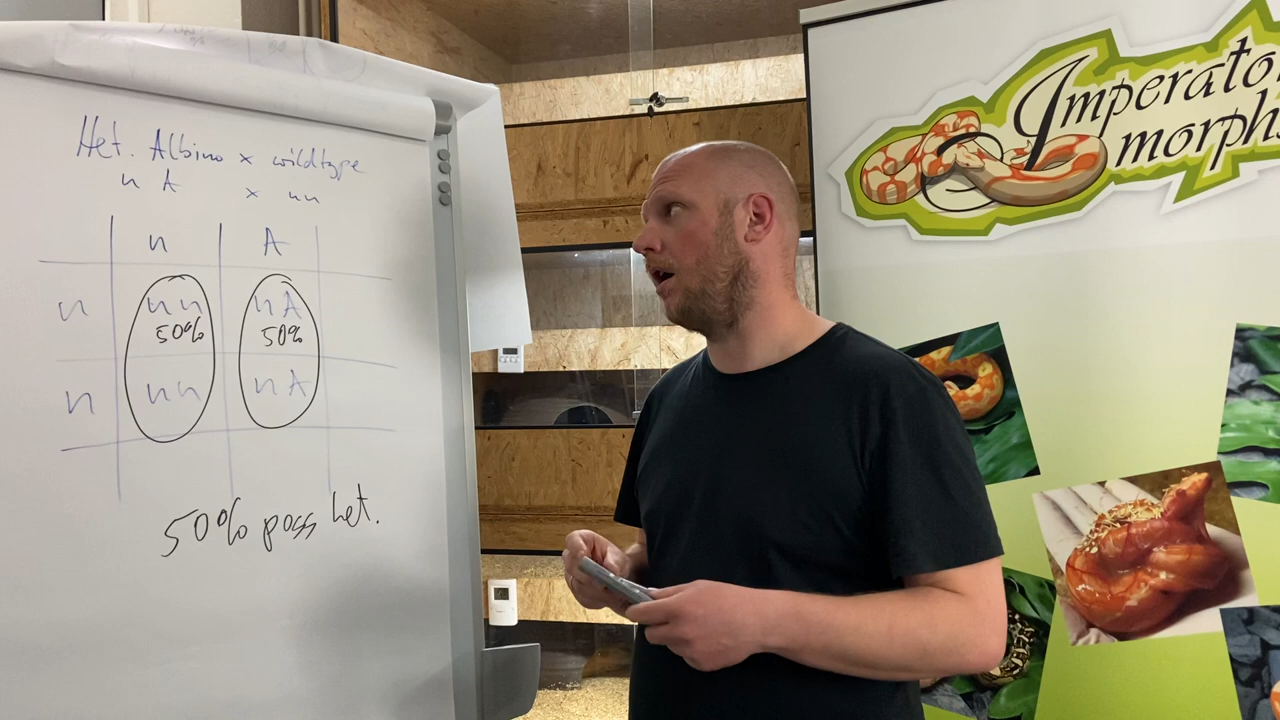 Het. Albino x wildtype
n A x nn
n A
n nn nA
50% 50%
n nn nA
50% poss het.
Imperator
morphs